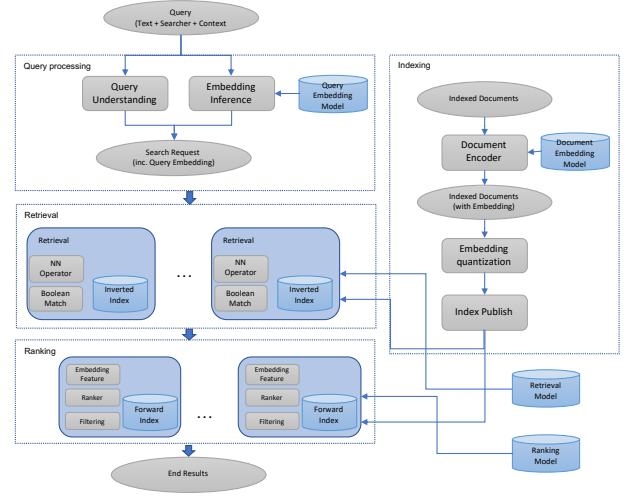 Query
(Text + Searcher + Context
Query processing
Query
Understanding
Embedding
Inference
Query
Embedding
Model
Search Request
(inc. Query Embedding)
Indexing
Indexed Documents
Document
Encoder
Document
Embedding
Model
Indexed Documents
(with Embedding)
Embedding
quantization
Index Publish
Retrieval
Retrieval
NN
Operator
Boolean
Match
Inverted
Index
...
Retrieval
NN
Operator
Boolean
Match
Inverted
Index
Ranking
Embedding
Feature
Ranker
Filtering
Forward
Index
...
Embedding
Feature
Ranker
Filtering
Forward
Index
Retrieval
Model
Ranking
Model
End Results